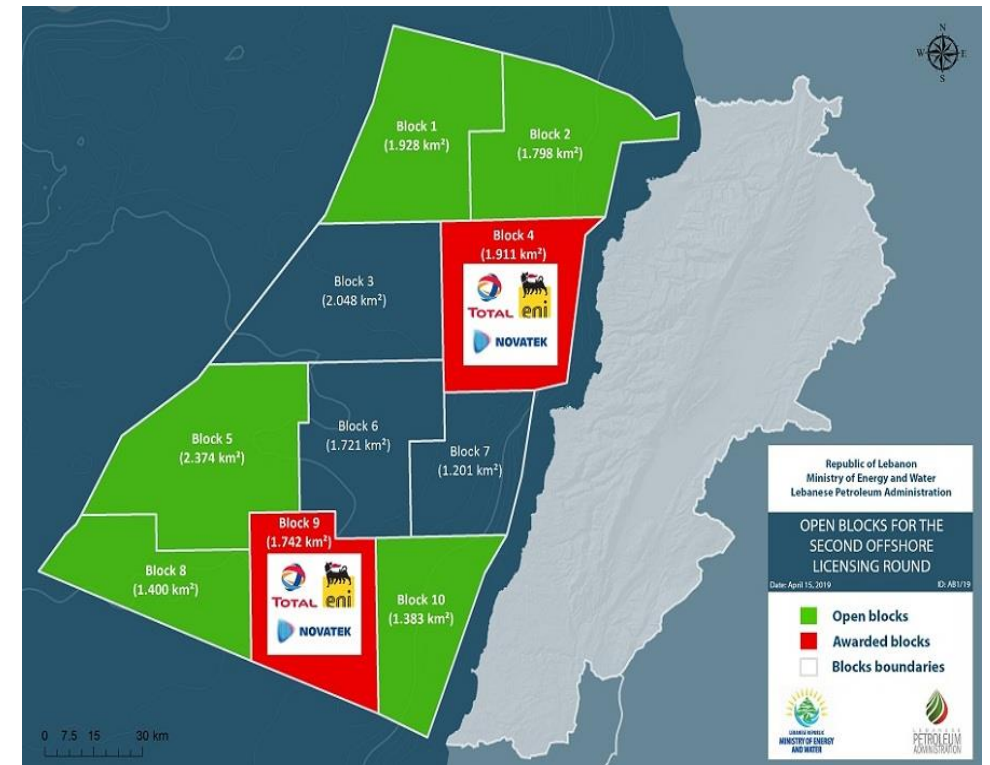 N
W
E
S
Block 1
(1.928 km²)
Block 2
(1.798 km²)
Block 4
(1.911 km²)
TOTAL
eni
NOVATEK
Block 3
(2.048 km²)
Block 6
(1.721 km²)
Block 7
(1.201 km²)
Block 5
(2.374 km²)
Block 9
(1.742 km²)
TOTAL
eni
NOVATEK
Block 8
(1.400 km²)
Block 10
(1.383 km²)
0 7.5 15 30 km
Republic of Lebanon
Ministry of Energy and Water
Lebanese Petroleum Administration
OPEN BLOCKS FOR THE
SECOND OFFSHORE
LICENSING ROUND
Date: April 15, 2019 ID: AB1/19
Open blocks
Awarded blocks
Blocks boundaries
LEBANESE REPUBLIC
MINISTRY OF ENERGY
AND WATER
LEBANESE
PETROLEUM
ADMINISTRATION